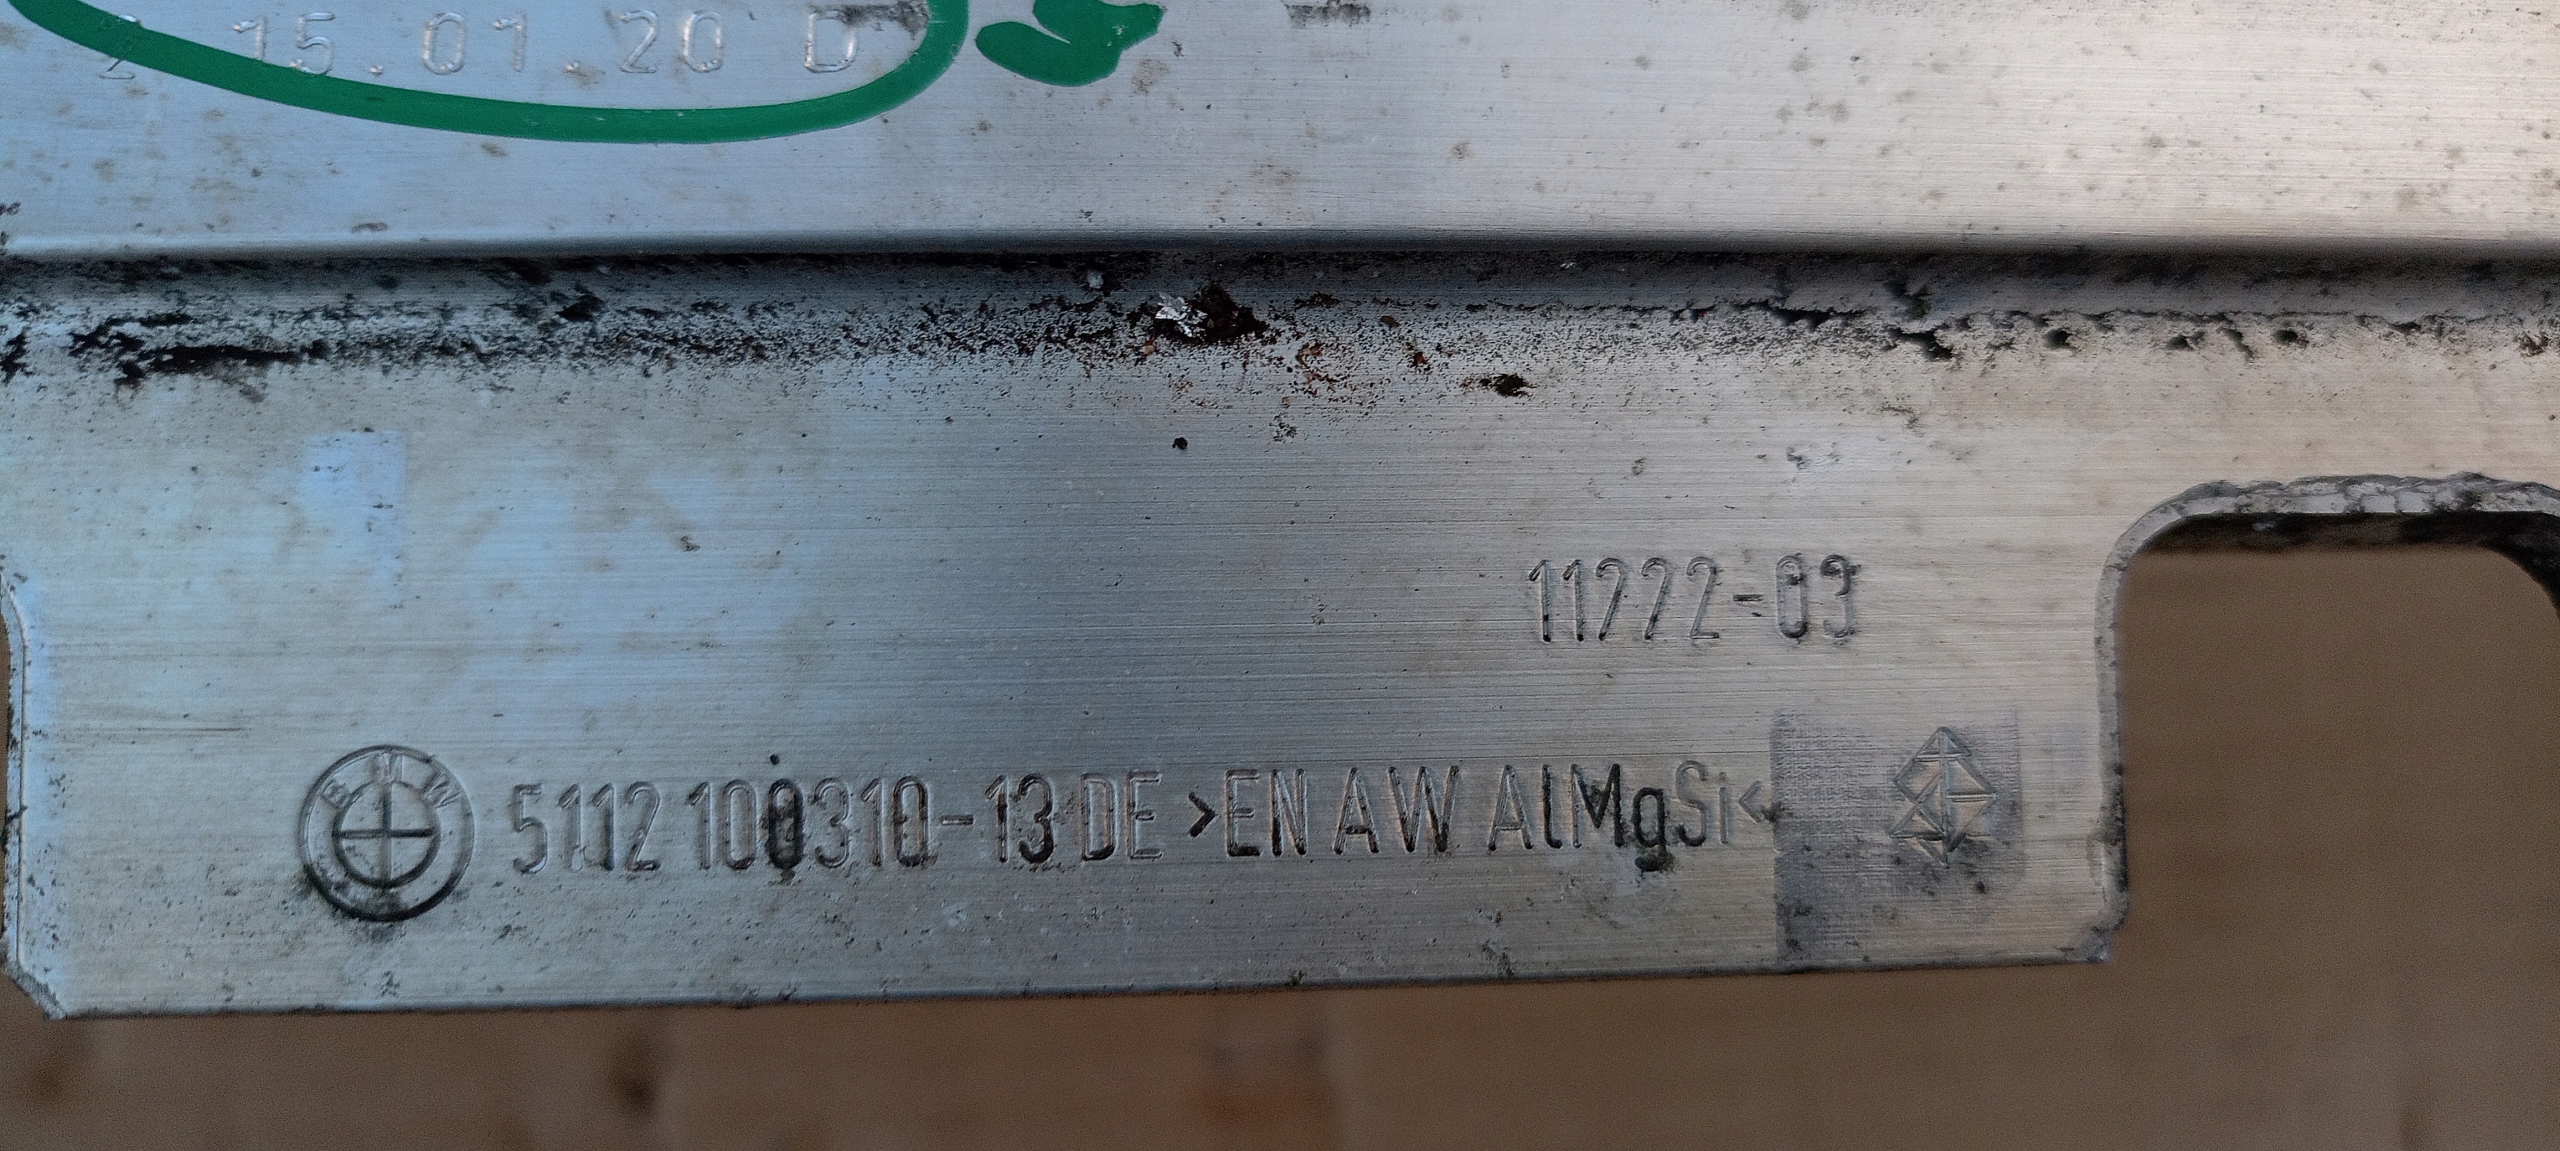 15.01.20 D
11222-03
BMW 5112 100310-13 DE >EN AW AlMgSi<